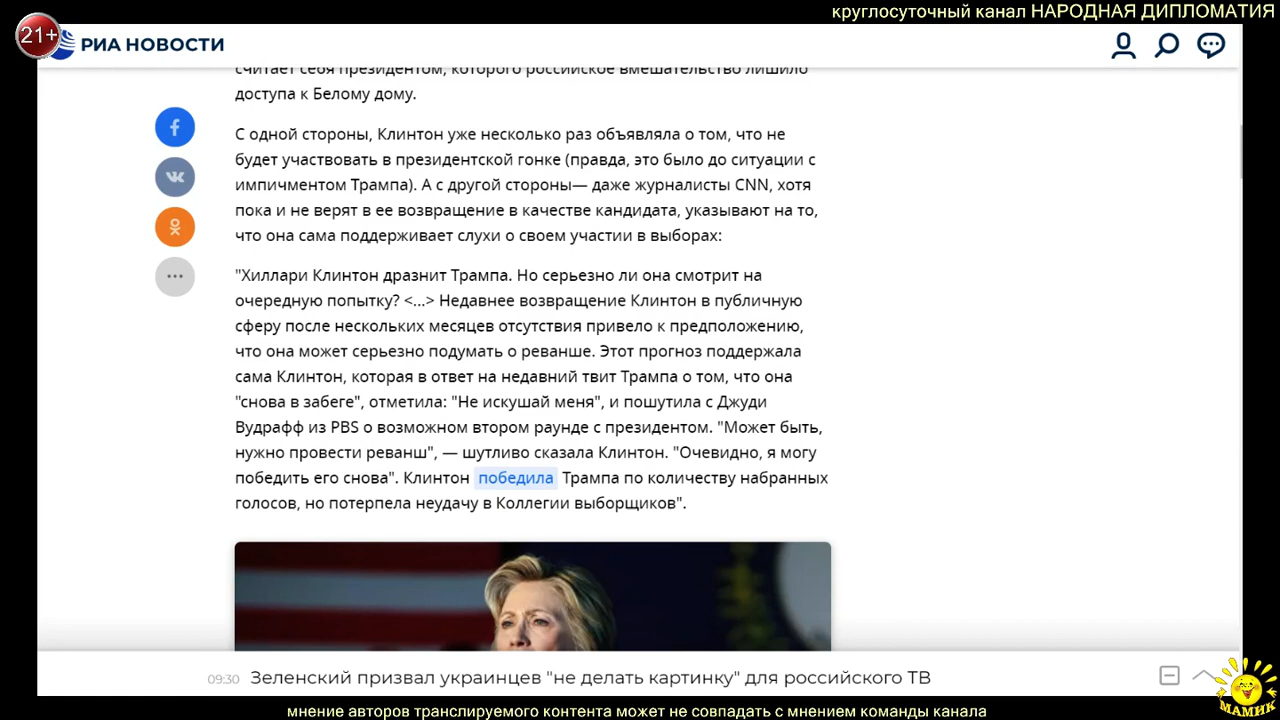 круглосуточный канал НАРОДНАЯ ДИПЛОМАТИЯ
21+
РИА НОВОСТИ
считает себя президентом, которого российское вмешательство лишило
доступа к Белому дому.
С одной стороны, Клинтон уже несколько раз объявляла о том, что не
будет участвовать в президентской гонке (правда, это было до ситуации с
импичментом Трампа). А с другой стороны— даже журналисты CNN, хотя
пока и не верят в ее возвращение в качестве кандидата, указывают на то,
что она сама поддерживает слухи о своем участии в выборах:
"Хиллари Клинтон дразнит Трампа. Но серьезно ли она смотрит на
очередную попытку? <...> Недавнее возвращение Клинтон в публичную
сферу после нескольких месяцев отсутствия привело к предположению,
что она может серьезно подумать о реванше. Этот прогноз поддержала
сама Клинтон, которая в ответ на недавний твит Трампа о том, что она
"снова в забеге", отметила: "Не искушай меня", и пошутила с Джуди
Вудрафф из PBS о возможном втором раунде с президентом. "Может быть,
нужно провести реванш", — шутливо сказала Клинтон. "Очевидно, я могу
победить его снова". Клинтон победила Трампа по количеству набранных
голосов, но потерпела неудачу в Коллегии выборщиков".
09:30 Зеленский призвал украинцев "не делать картинку" для российского ТВ
МАМИК
мнение авторов транслируемого контента может не совпадать с мнением команды канала